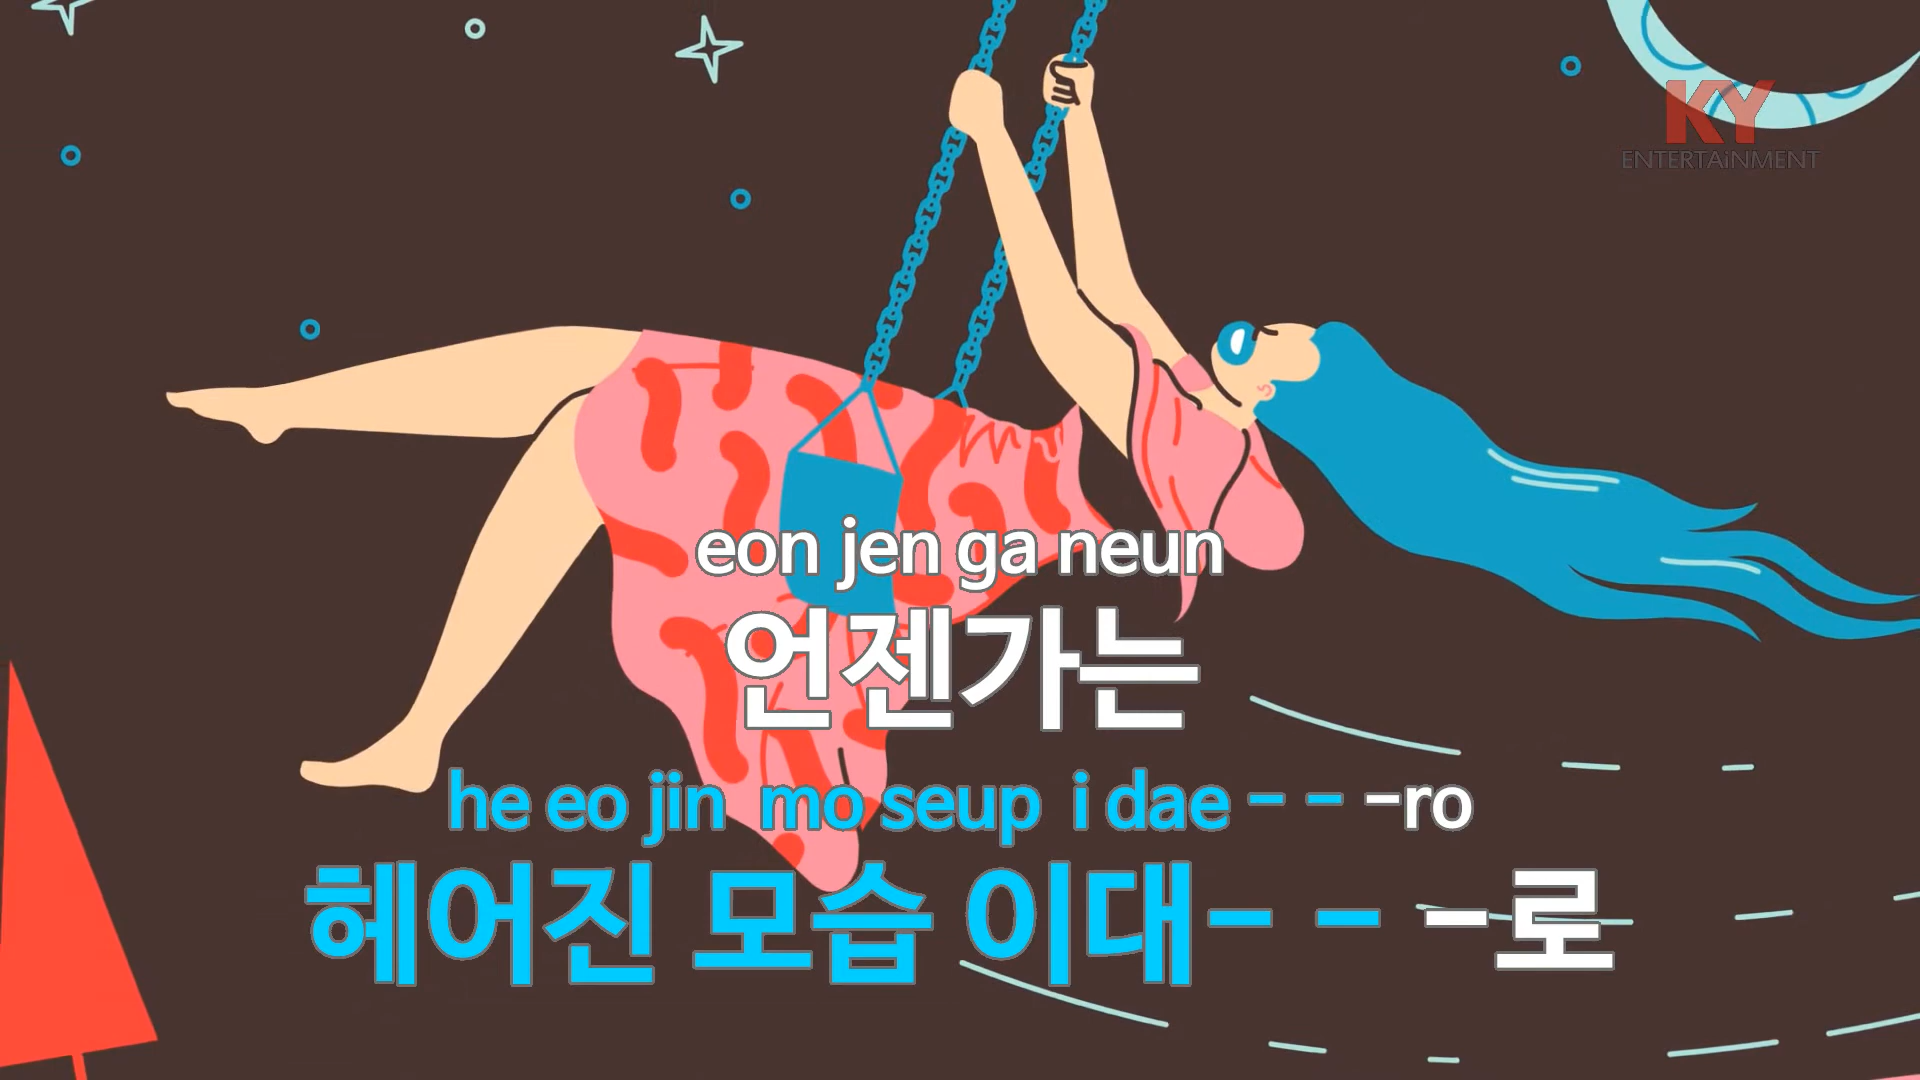 KY
ENTERTAiNMENT
eon jen ga neun
언젠가는
he eo jin mo seup i dae - - -ro
헤어진 모습 이대- - -로